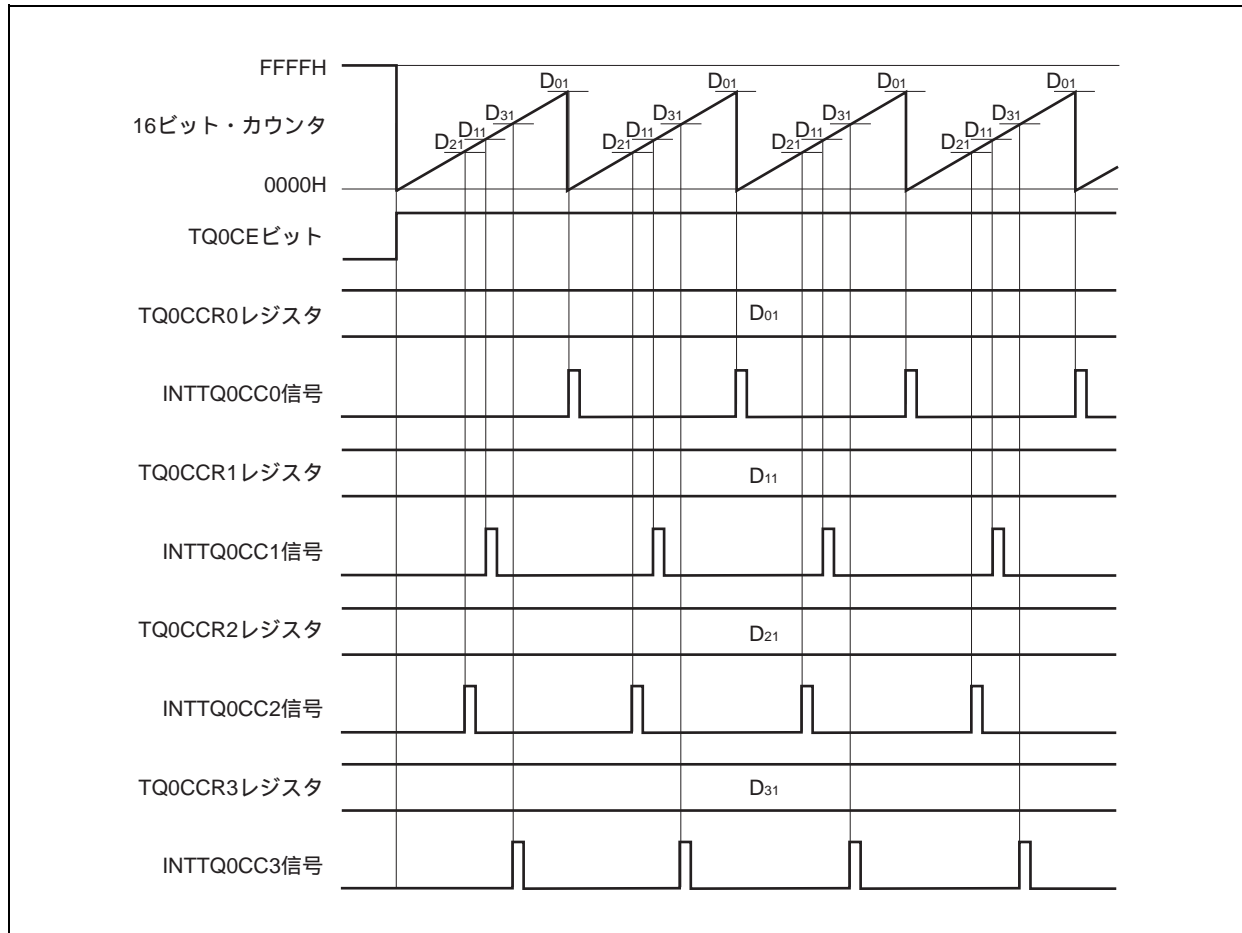 FFFFH
D01 D01 D01 D01
16ビット・カウンタ
D31 D31 D31 D31
D11 D11 D11 D11
D21 D21 D21 D21
0000H
TQ0CEビット
TQ0CCR0レジスタ
D01
INTTQ0CC0信号
TQ0CCR1レジスタ
D11
INTTQ0CC1信号
TQ0CCR2レジスタ
D21
INTTQ0CC2信号
TQ0CCR3レジスタ
D31
INTTQ0CC3信号